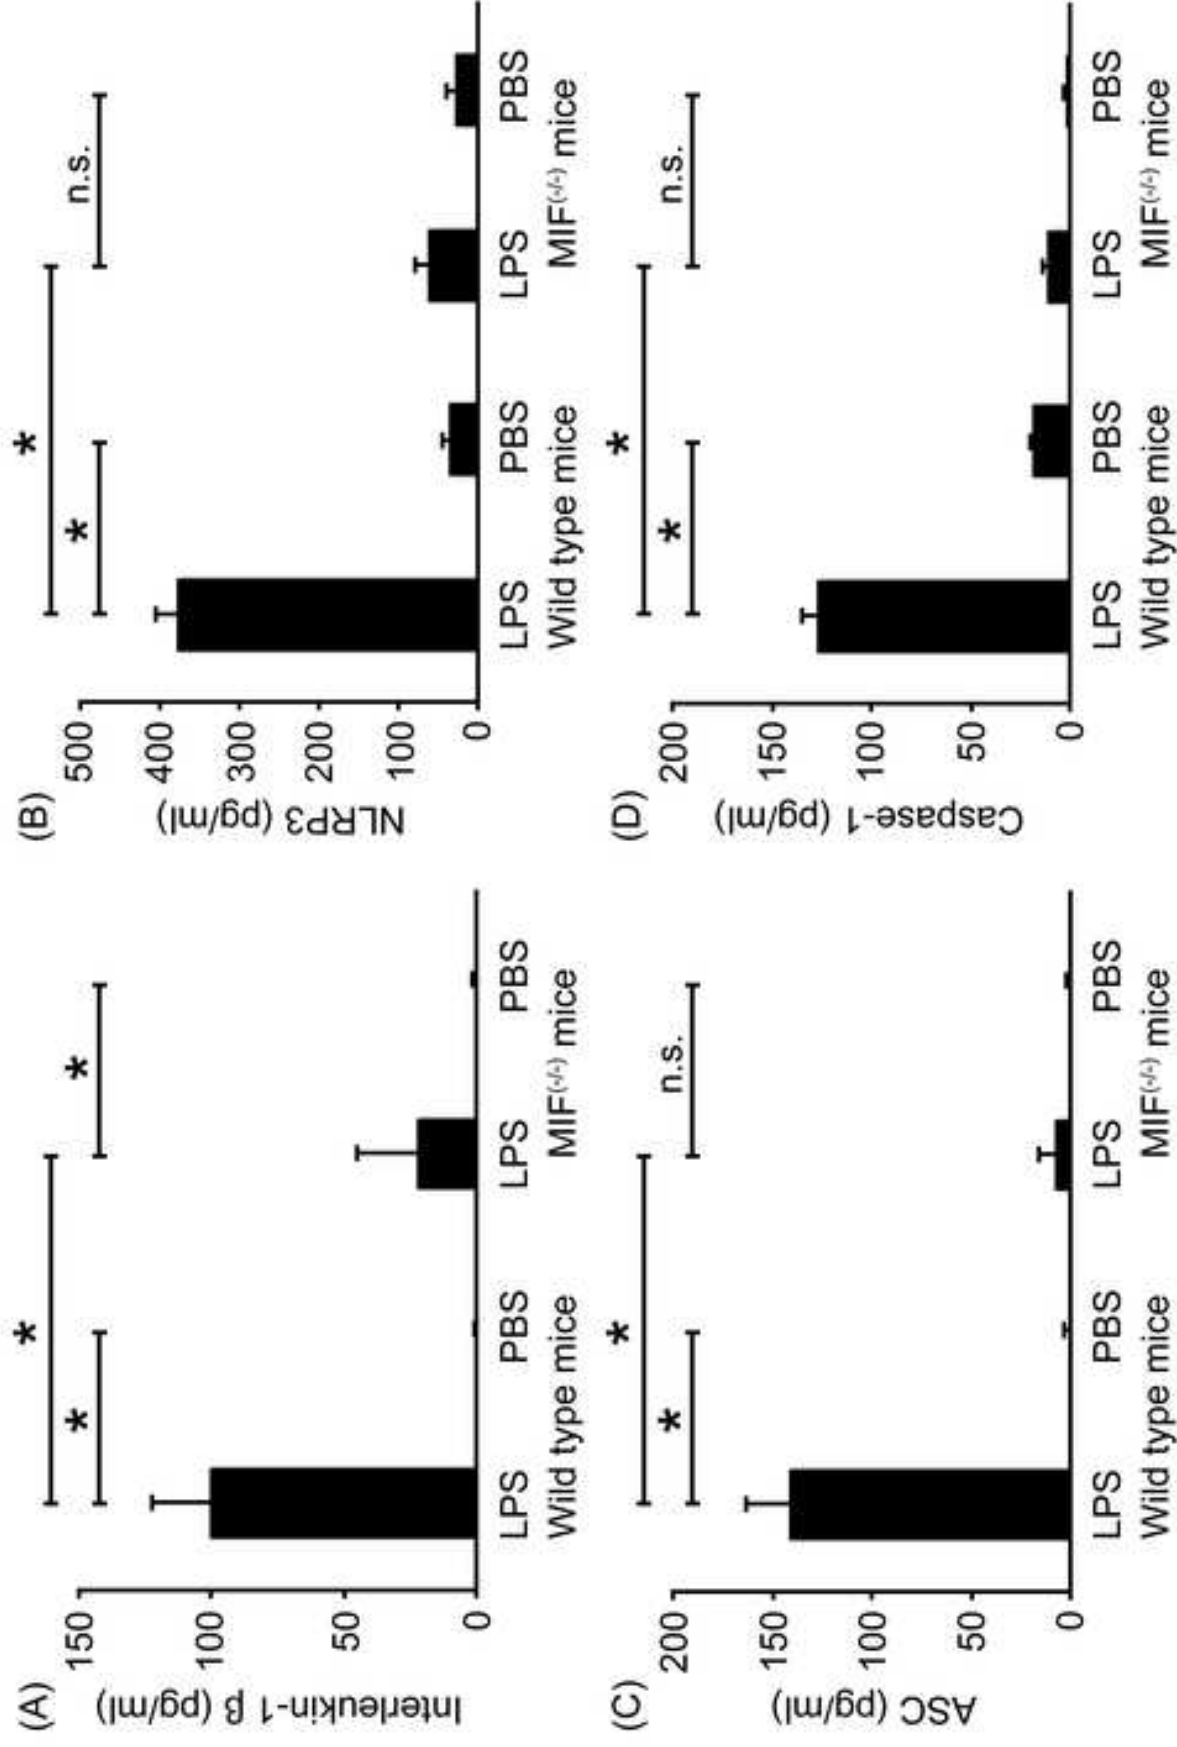 (A)
Interleukin-1 β (pg/ml)
150
100
50
0
*
* *
LPS PBS LPS PBS
Wild type mice MIF(-/-) mice
(B)
NLRP3 (pg/ml)
500
400
300
200
100
0
*
* n.s.
LPS PBS LPS PBS
Wild type mice MIF(-/-) mice
(C)
ASC (pg/ml)
200
150
100
50
0
*
* n.s.
LPS PBS LPS PBS
Wild type mice MIF(-/-) mice
(D)
Caspase-1 (pg/ml)
200
150
100
50
0
*
* n.s.
LPS PBS LPS PBS
Wild type mice MIF(-/-) mice